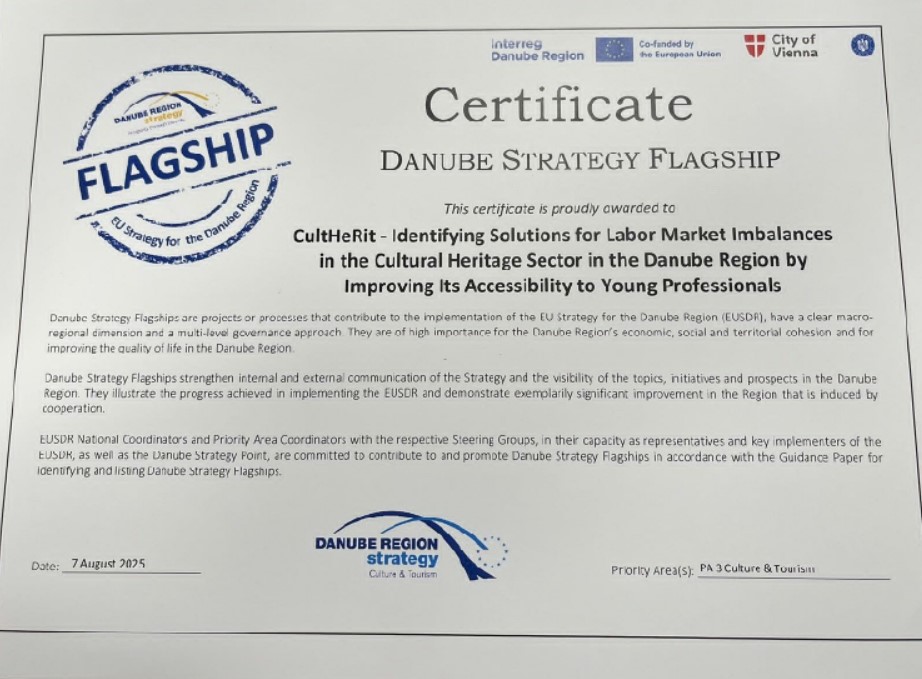 interreg
Danube Region
Co-funded by
the European Union
City of
Vienna
DANUBE REGION
strategy
FLAGSHIP
EU Strategy for the Danube Region
Certificate
DANUBE STRATEGY FLAGSHIP
This certificate is proudly awarded to
CultHeRit - Identifying Solutions for Labor Market Imbalances
in the Cultural Heritage Sector in the Danube Region by
Improving Its Accessibility to Young Professionals
Danube Strategy Flagships are projects or processes that contribute to the implementation of the EU Strategy for the Danube Region (EUSDR), have a clear macro-
regional dimension and a multi-level governance approach. They are of high importance for the Danube Region's economic, social and territorial cohesion and for
improving the quality of life in the Danube Region.
Danube Strategy Flagships strengthen internal and external communication of the Strategy and the visibility of the topics, initiatives and prospects in the Danube
Region. They illustrate the progress achieved in implementing the EUSDR and demonstrate exemplarily significant improvement in the Region that is induced by
cooperation.
EUSDR National Coordinators and Priority Area Coordinators with the respective Steering Groups, in their capacity as representatives and key implementers of the
EUSDR, as well as the Danube Strategy Point, are committed to contribute to and promote Danube Strategy Flagships in accordance with the Guidance Paper for
identifying and listing Danube Strategy Flagships.
DANUBE REGION
strategy
Culture & Tourism
Date: 7 August 2025
Priority Area(s): PA 3 Culture & Tourism